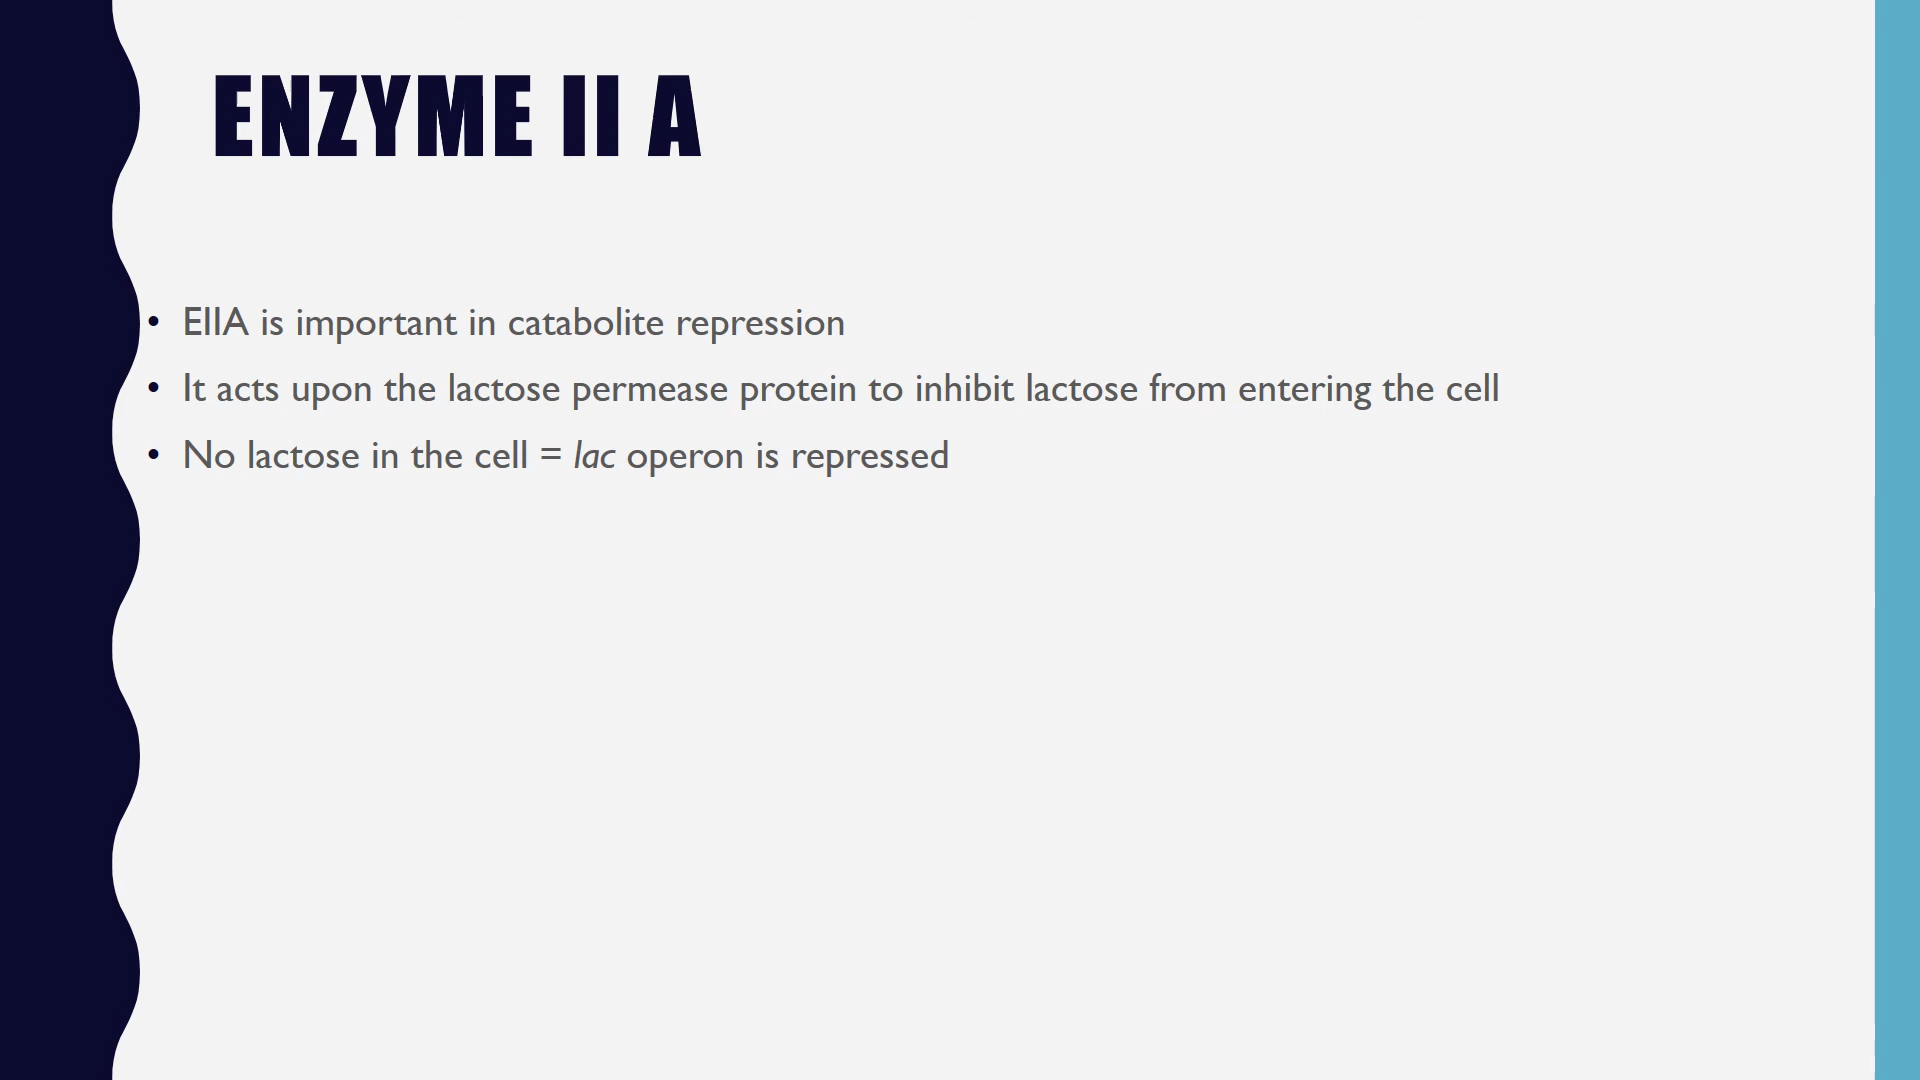 ENZYME II A
• EIIA is important in catabolite repression
• It acts upon the lactose permease protein to inhibit lactose from entering the cell
• No lactose in the cell = lac operon is repressed